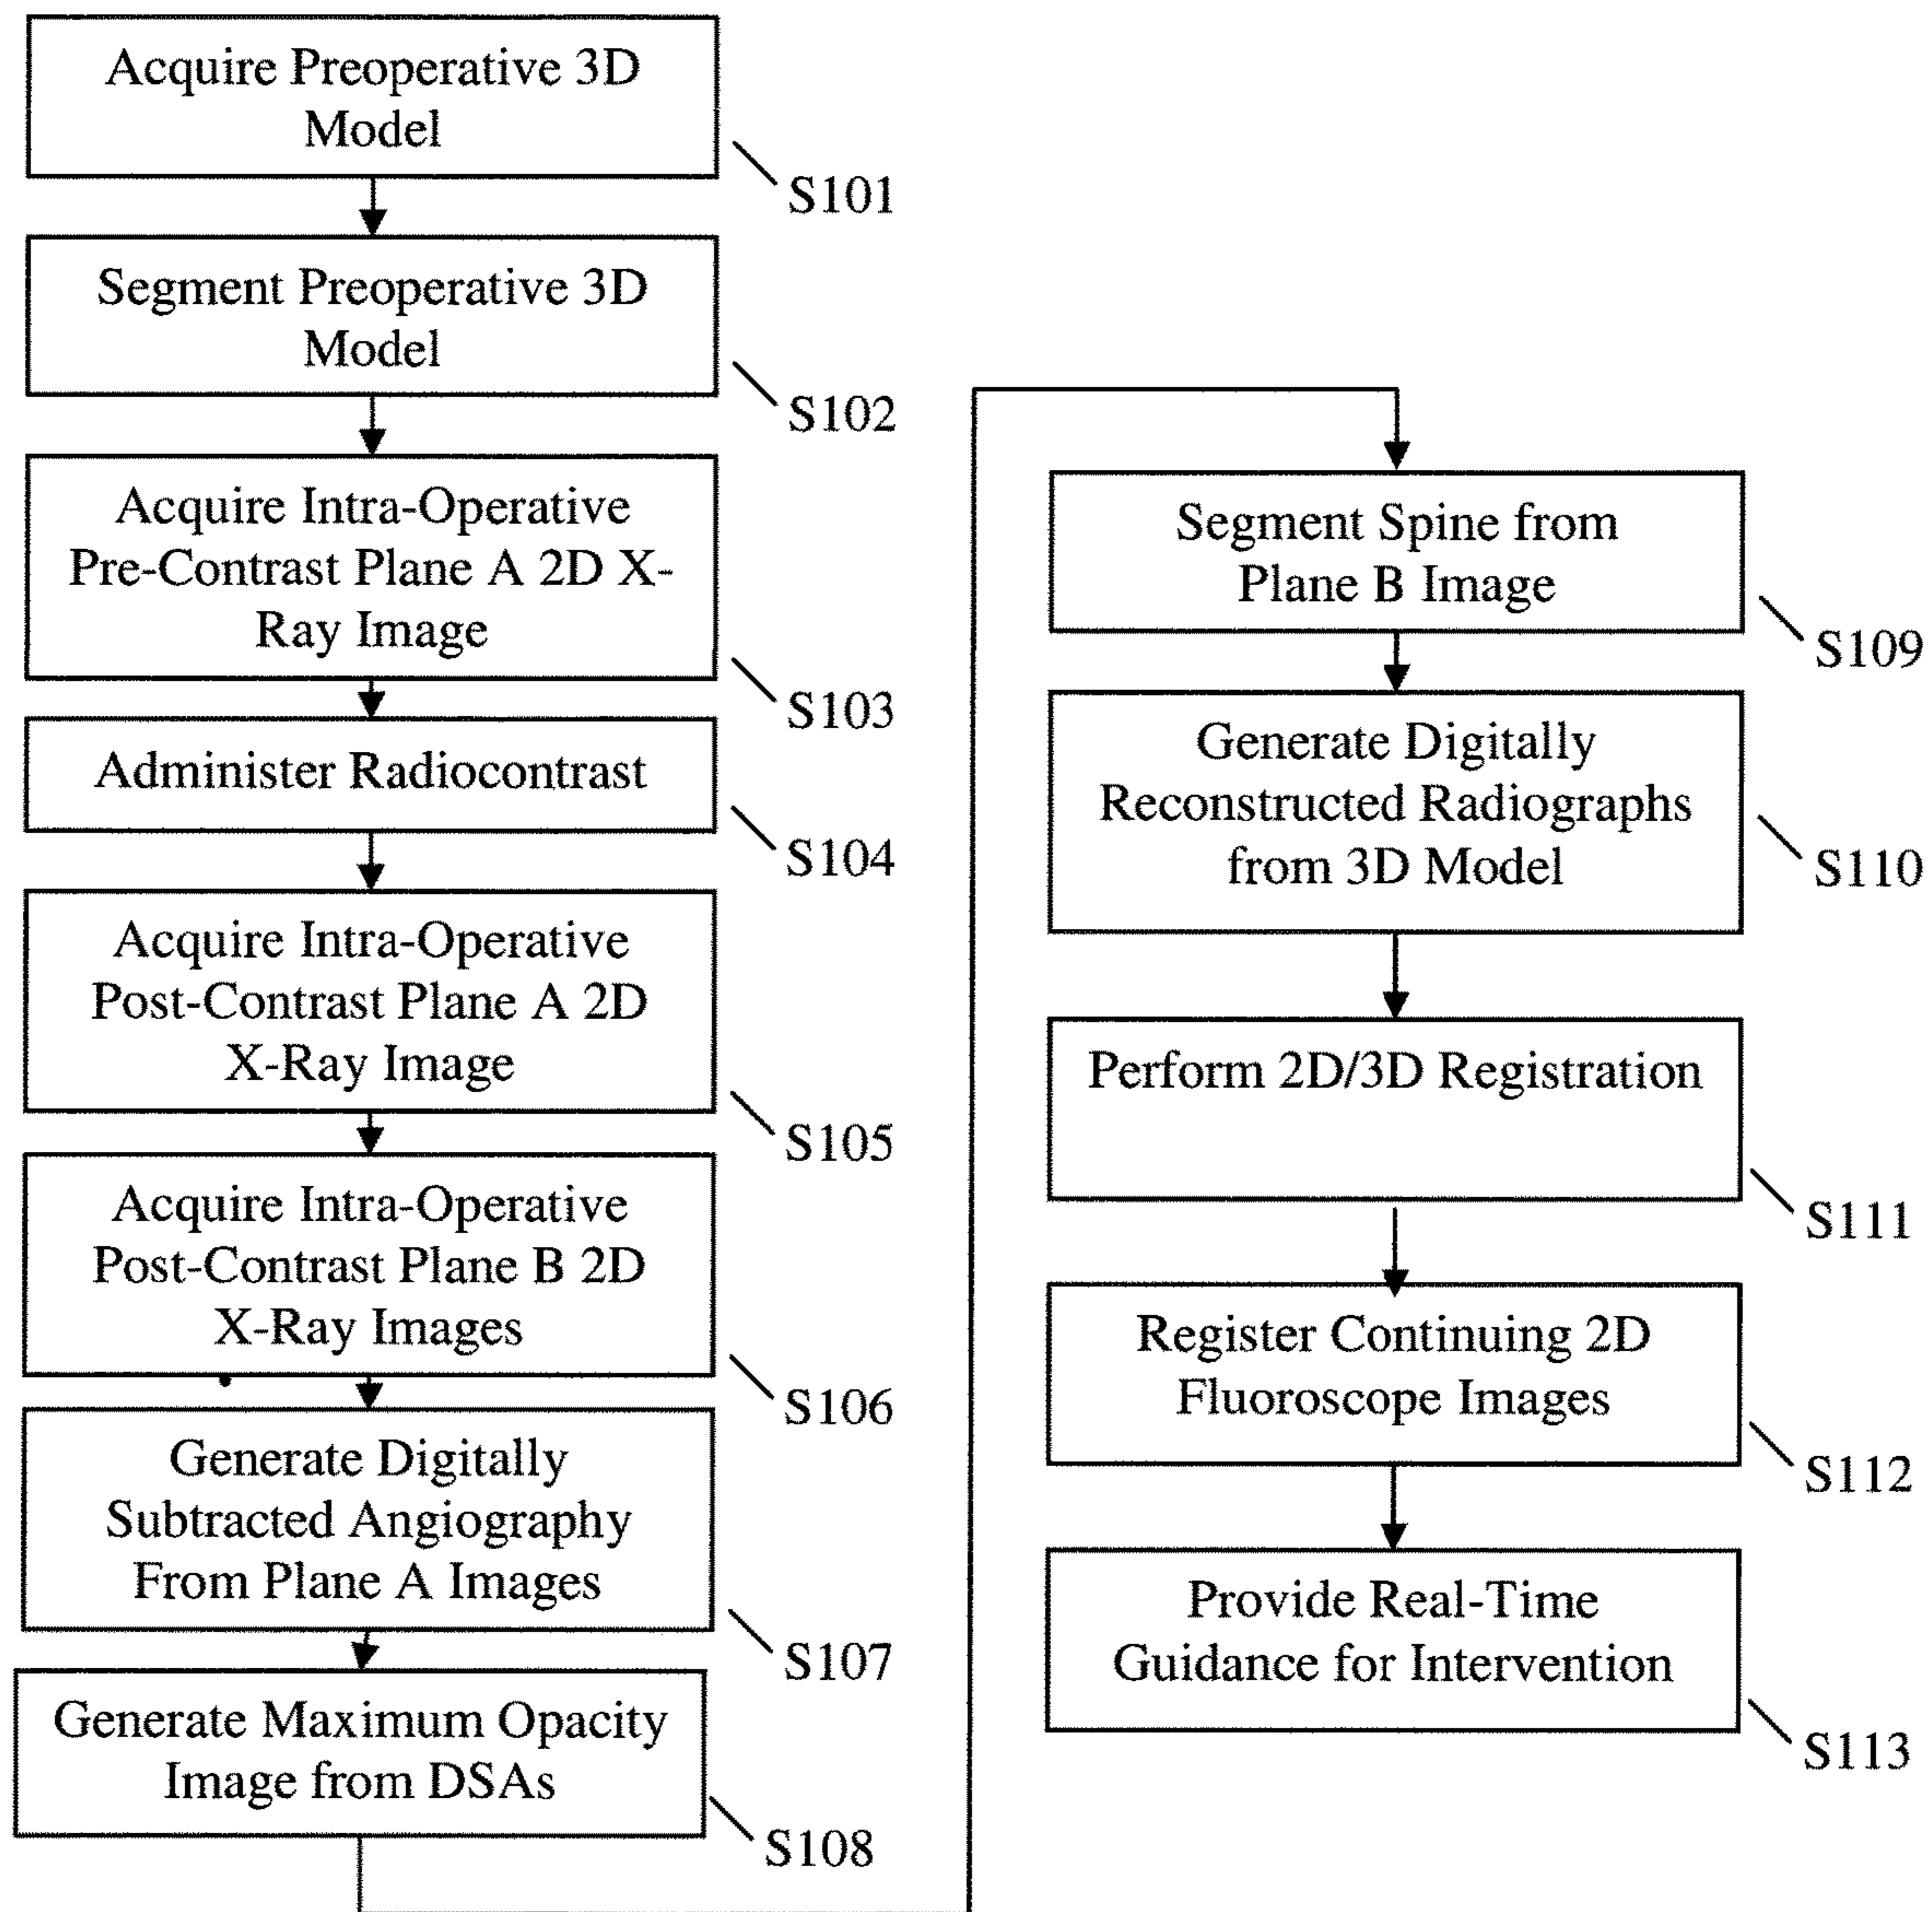 Acquire Preoperative 3D
Model
S101
Segment Preoperative 3D
Model
S102
Acquire Intra-Operative
Pre-Contrast Plane A 2D X-
Ray Image
S103
Administer Radiocontrast
S104
Acquire Intra-Operative
Post-Contrast Plane A 2D
X-Ray Image
S105
Acquire Intra-Operative
Post-Contrast Plane B 2D
X-Ray Images
S106
Generate Digitally
Subtracted Angiography
From Plane A Images
S107
Generate Maximum Opacity
Image from DSAs
S108
Segment Spine from
Plane B Image
S109
Generate Digitally
Reconstructed Radiographs
from 3D Model
S110
Perform 2D/3D Registration
S111
Register Continuing 2D
Fluoroscope Images
S112
Provide Real-Time
Guidance for Intervention
S113